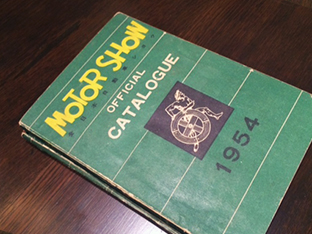 MOTOR SHOW
OFFICIAL
CATALOGUE
1954